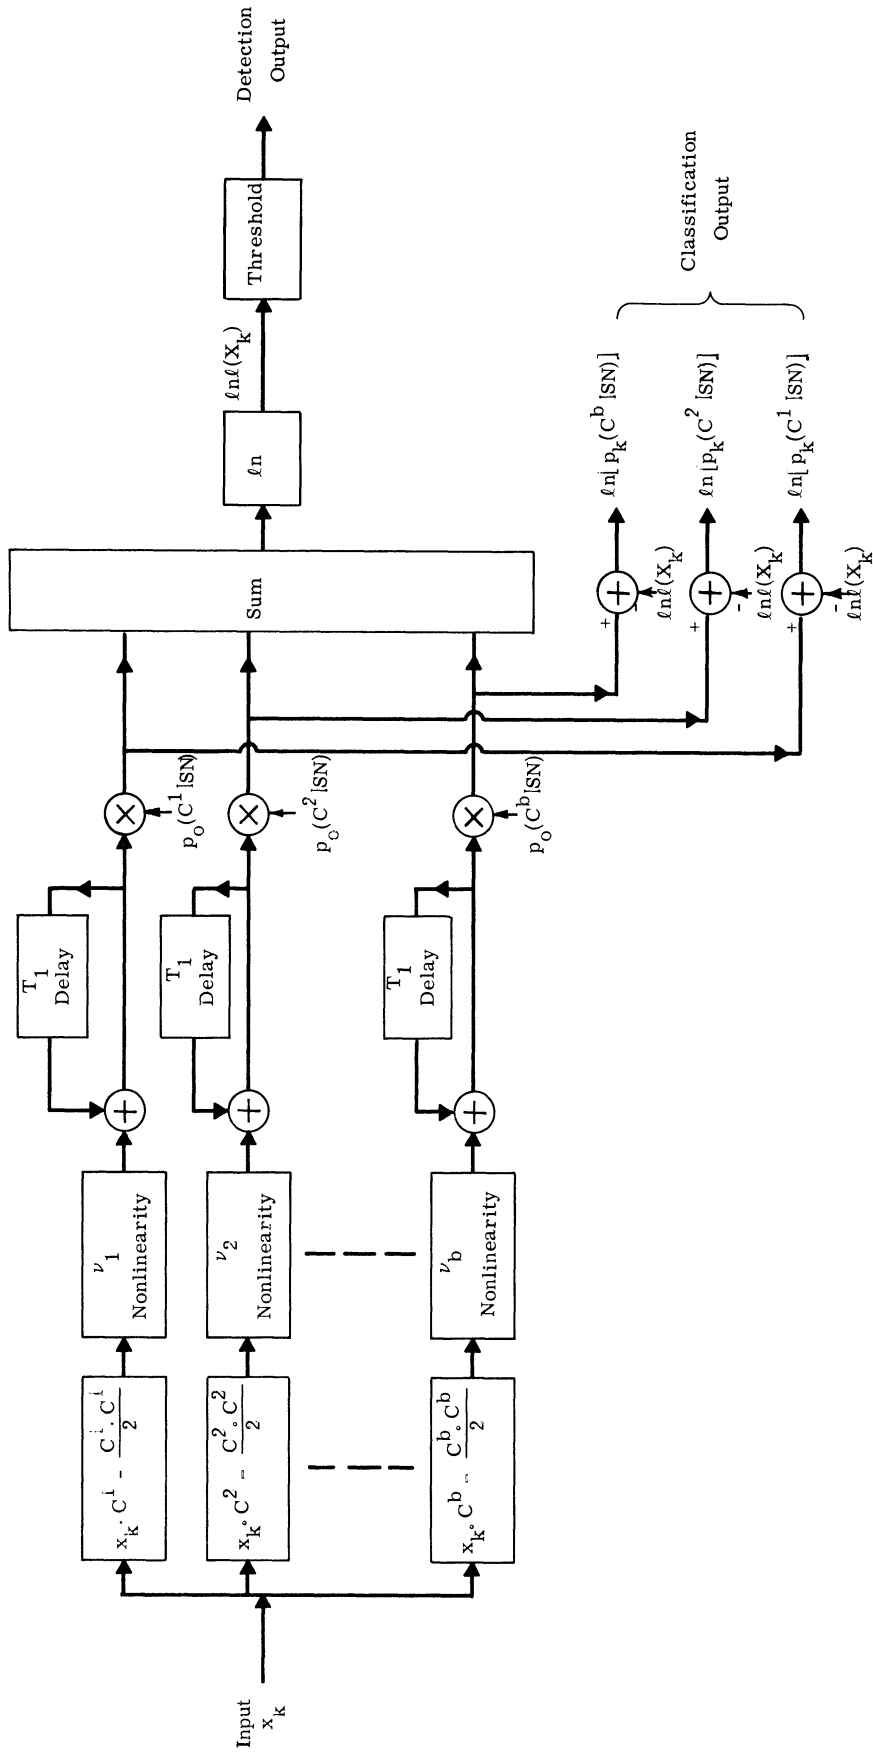 Input
x_k
x_k · C^i - C^i · C^i / 2
x_k · C^2 - C^2 · C^2 / 2
x_k · C^b - C^b · C^b / 2
ν_1
Nonlinearity
ν_2
Nonlinearity
ν_b
Nonlinearity
+
+
+
T_1
Delay
T_1
Delay
T_1
Delay
×
×
×
p_o(C^1|SN)
p_o(C^2|SN)
p_o(C^b|SN)
Sum
ℓn
ℓnℓ(X_k)
Threshold
Detection
Output
+
+
-
ℓnℓ(X_k)
ℓn[p_k(C^b|SN)]
+
+
-
ℓnℓ(X_k)
ℓn[p_k(C^2|SN)]
+
+
-
ℓnℓ(X_k)
ℓn[p_k(C^1|SN)]
Classification
Output